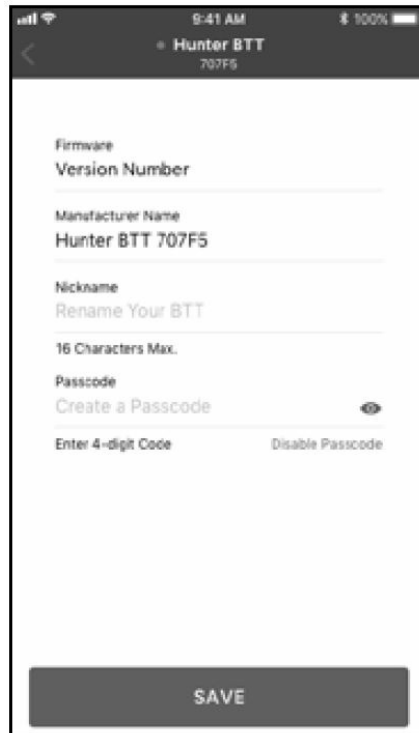 9:41 AM
100%
Hunter BTT
707F5
Firmware
Version Number
Manufacturer Name
Hunter BTT 707F5
Nickname
Rename Your BTT
16 Characters Max.
Passcode
Create a Passcode
Enter 4-digit Code
Disable Passcode
SAVE